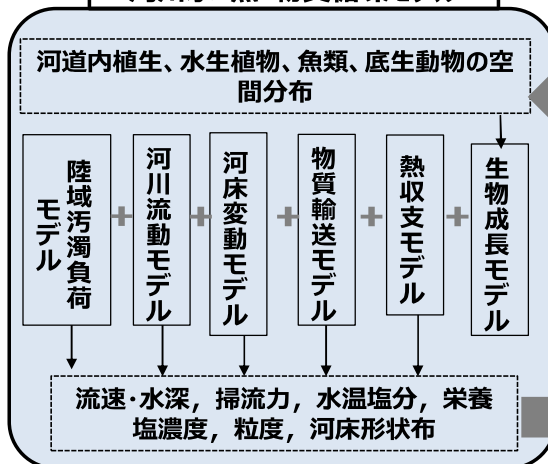 河道内植生、水生植物、魚類、底生動物の空
間分布
陸域汚濁負荷
モデル
+
河川流動モデル
+
河床変動モデル
+
物質輸送モデル
+
熱収支モデル
+
生物成長モデル
流速・水深，掃流力，水温塩分，栄養
塩濃度，粒度，河床形状布